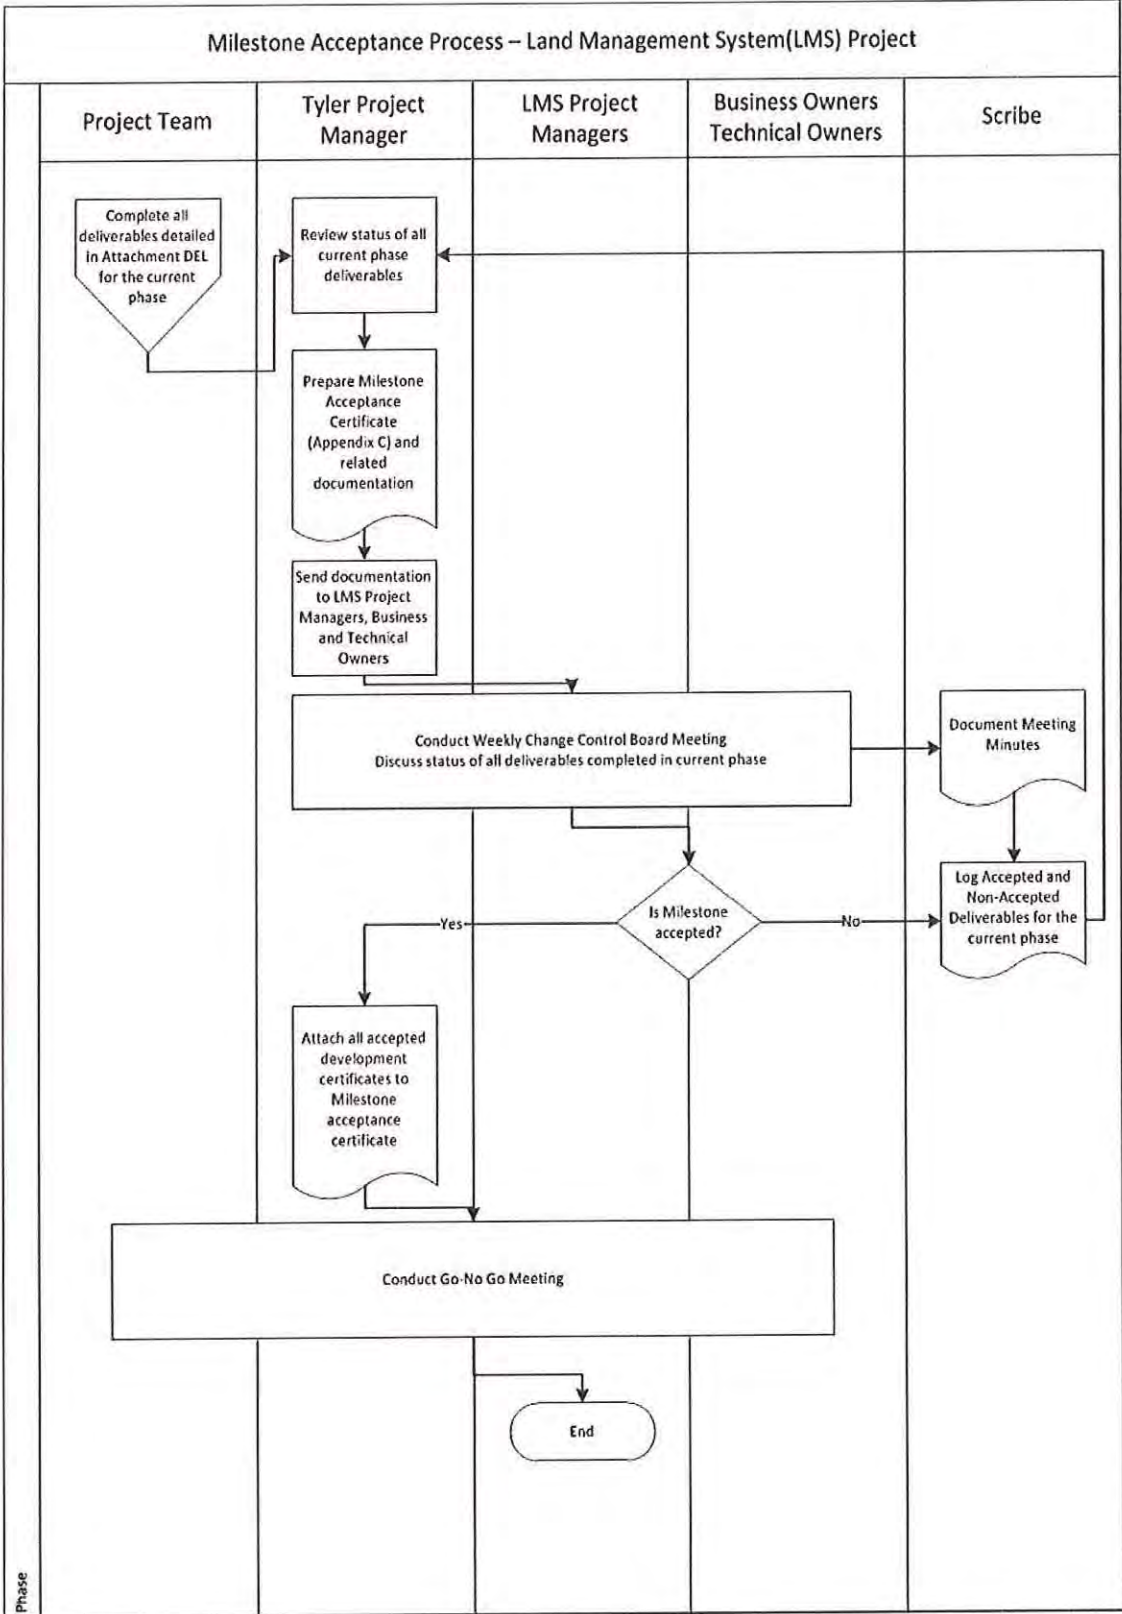 Milestone Acceptance Process – Land Management System(LMS) Project
Project Team
Tyler Project
Manager
LMS Project
Managers
Business Owners
Technical Owners
Scribe
Complete all
deliverables detailed
in Attachment DEL
for the current
phase
Review status of all
current phase
deliverables
Prepare Milestone
Acceptance
Certificate
(Appendix C) and
related
documentation
Send documentation
to LMS Project
Managers, Business
and Technical
Owners
Conduct Weekly Change Control Board Meeting
Discuss status of all deliverables completed in current phase
Document Meeting
Minutes
Is Milestone
accepted?
Yes
No
Log Accepted and
Non-Accepted
Deliverables for the
current phase
Attach all accepted
development
certificates to
Milestone
acceptance
certificate
Conduct Go-No Go Meeting
End
Phase